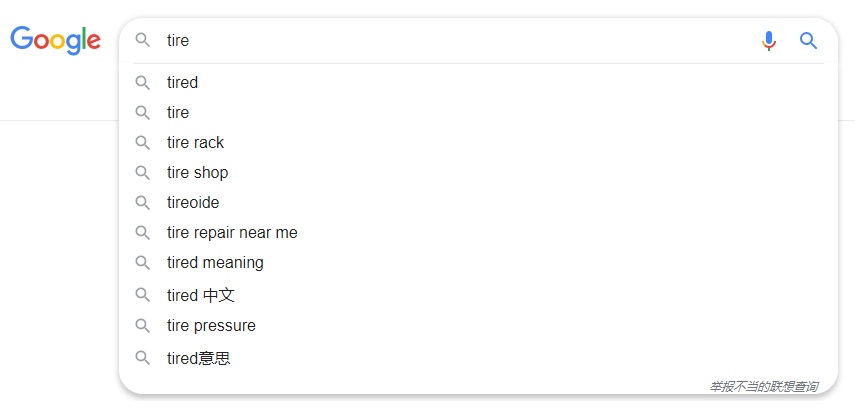 Google
tire
tired
tire
tire rack
tire shop
tireoide
tire repair near me
tired meaning
tired 中文
tire pressure
tired意思
举报不当的联想查询